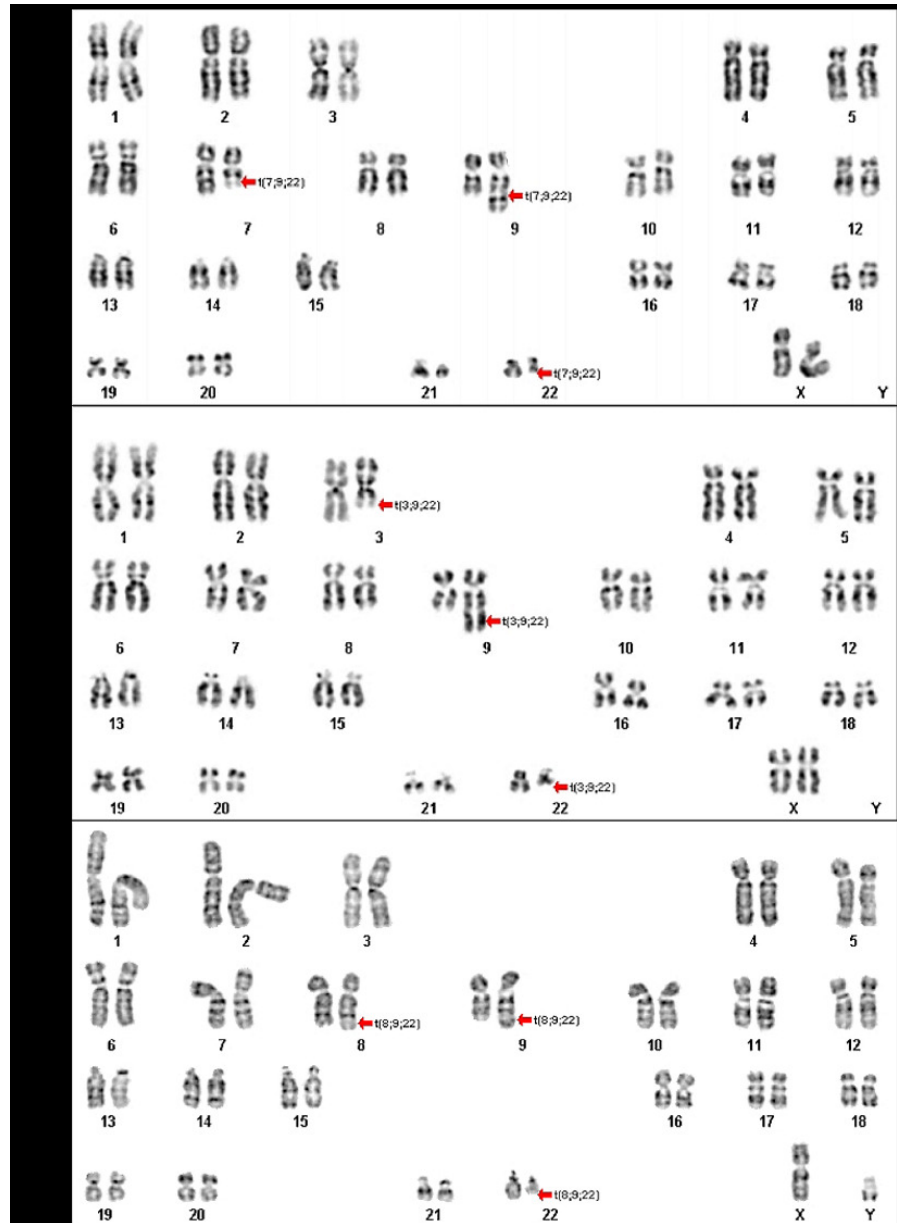 1 2 3 4 5
t(7;9;22) t(7;9;22)
6 7 8 9 10 11 12
13 14 15 16 17 18
t(7;9;22)
19 20 21 22 X Y
t(3;9;22)
1 2 3 4 5
t(3;9;22)
6 7 8 9 10 11 12
13 14 15 16 17 18
t(3;9;22)
19 20 21 22 X Y
1 2 3 4 5
t(8;9;22) t(8;9;22)
6 7 8 9 10 11 12
13 14 15 16 17 18
t(8;9;22)
19 20 21 22 X Y